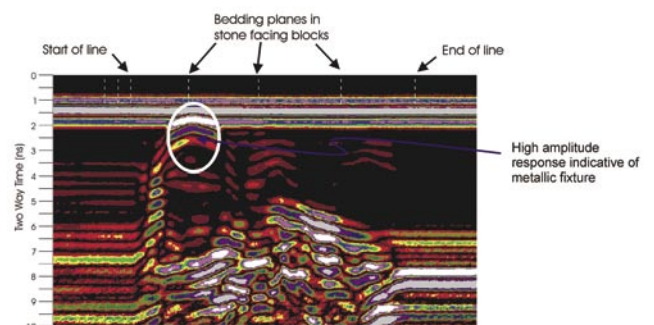 Bedding planes in
stone facing blocks
Start of line
End of line
0
1
2
3
4
5
6
7
8
9
Two Way Time (ns)
High amplitude
response indicative of
metallic fixture